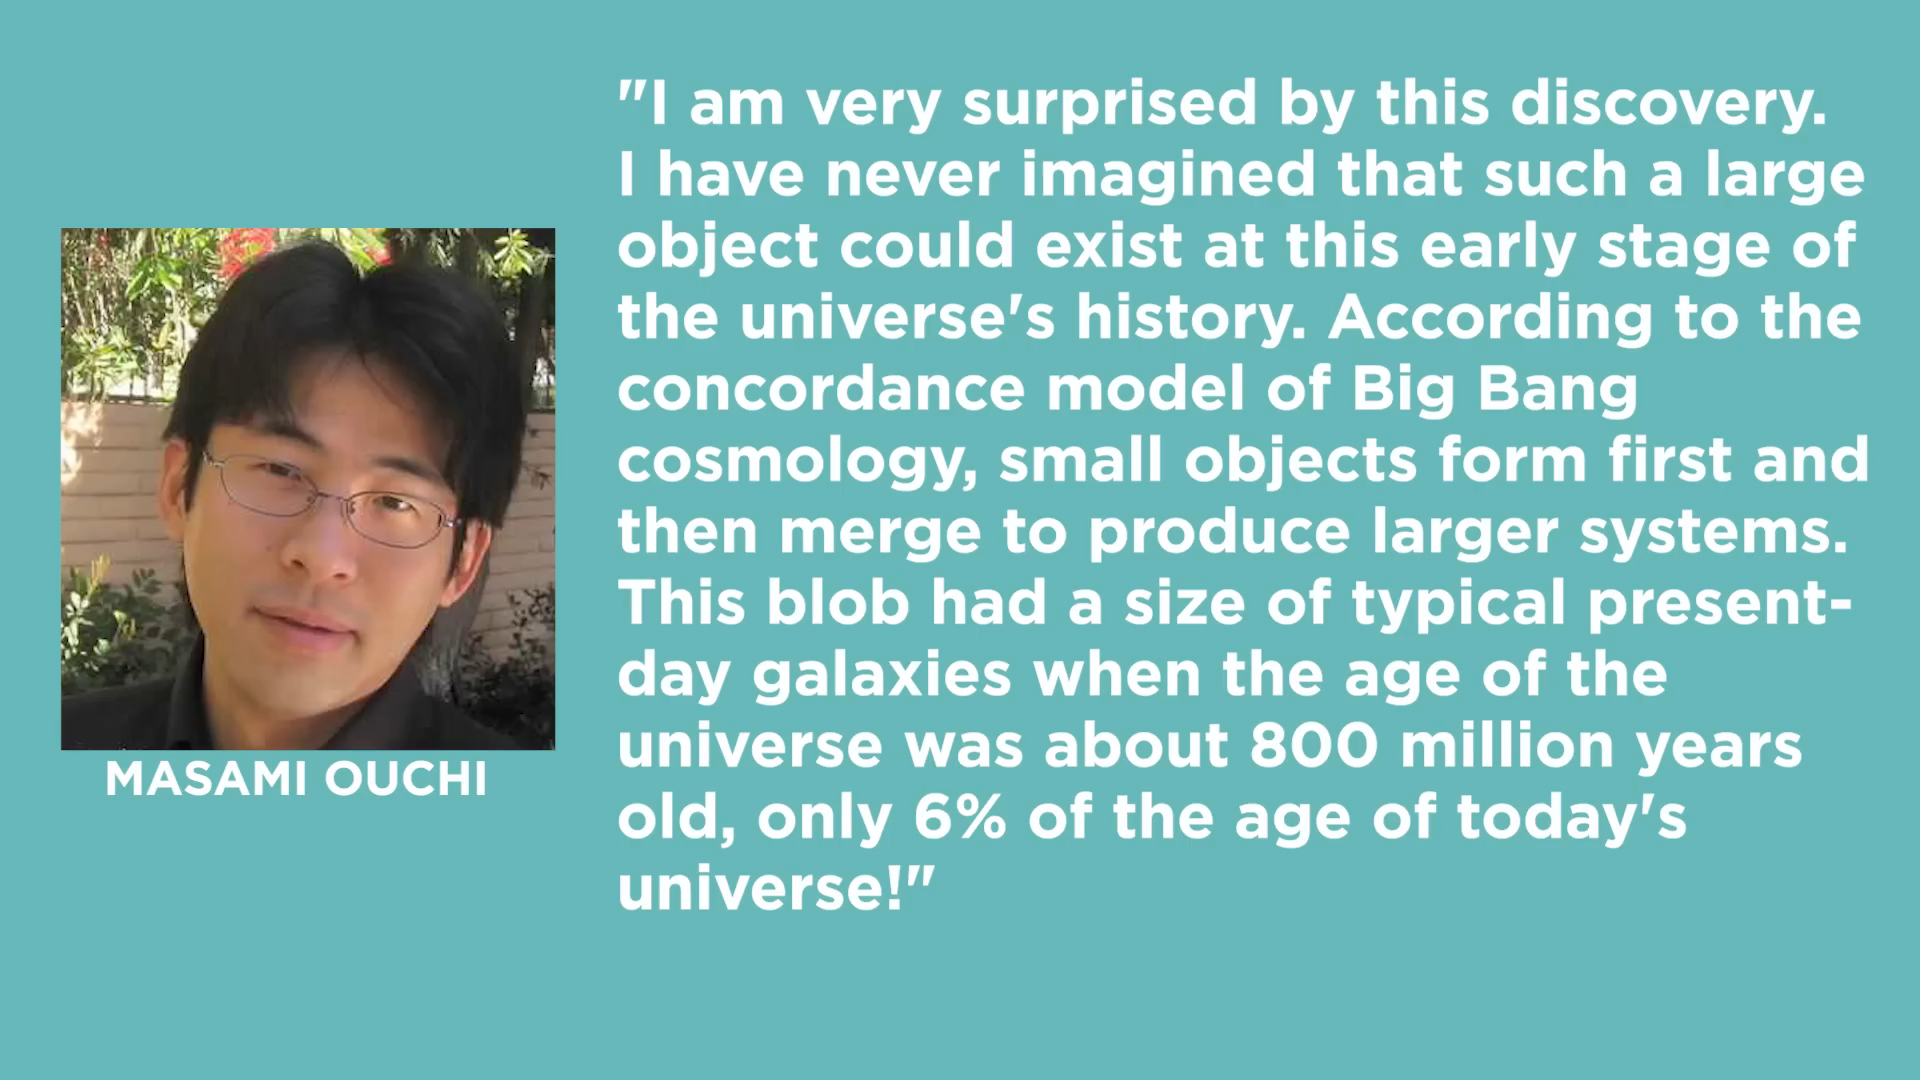 "I am very surprised by this discovery.
I have never imagined that such a large
object could exist at this early stage of
the universe's history. According to the
concordance model of Big Bang
cosmology, small objects form first and
then merge to produce larger systems.
This blob had a size of typical present-
day galaxies when the age of the
universe was about 800 million years
old, only 6% of the age of today's
universe!"
MASAMI OUCHI